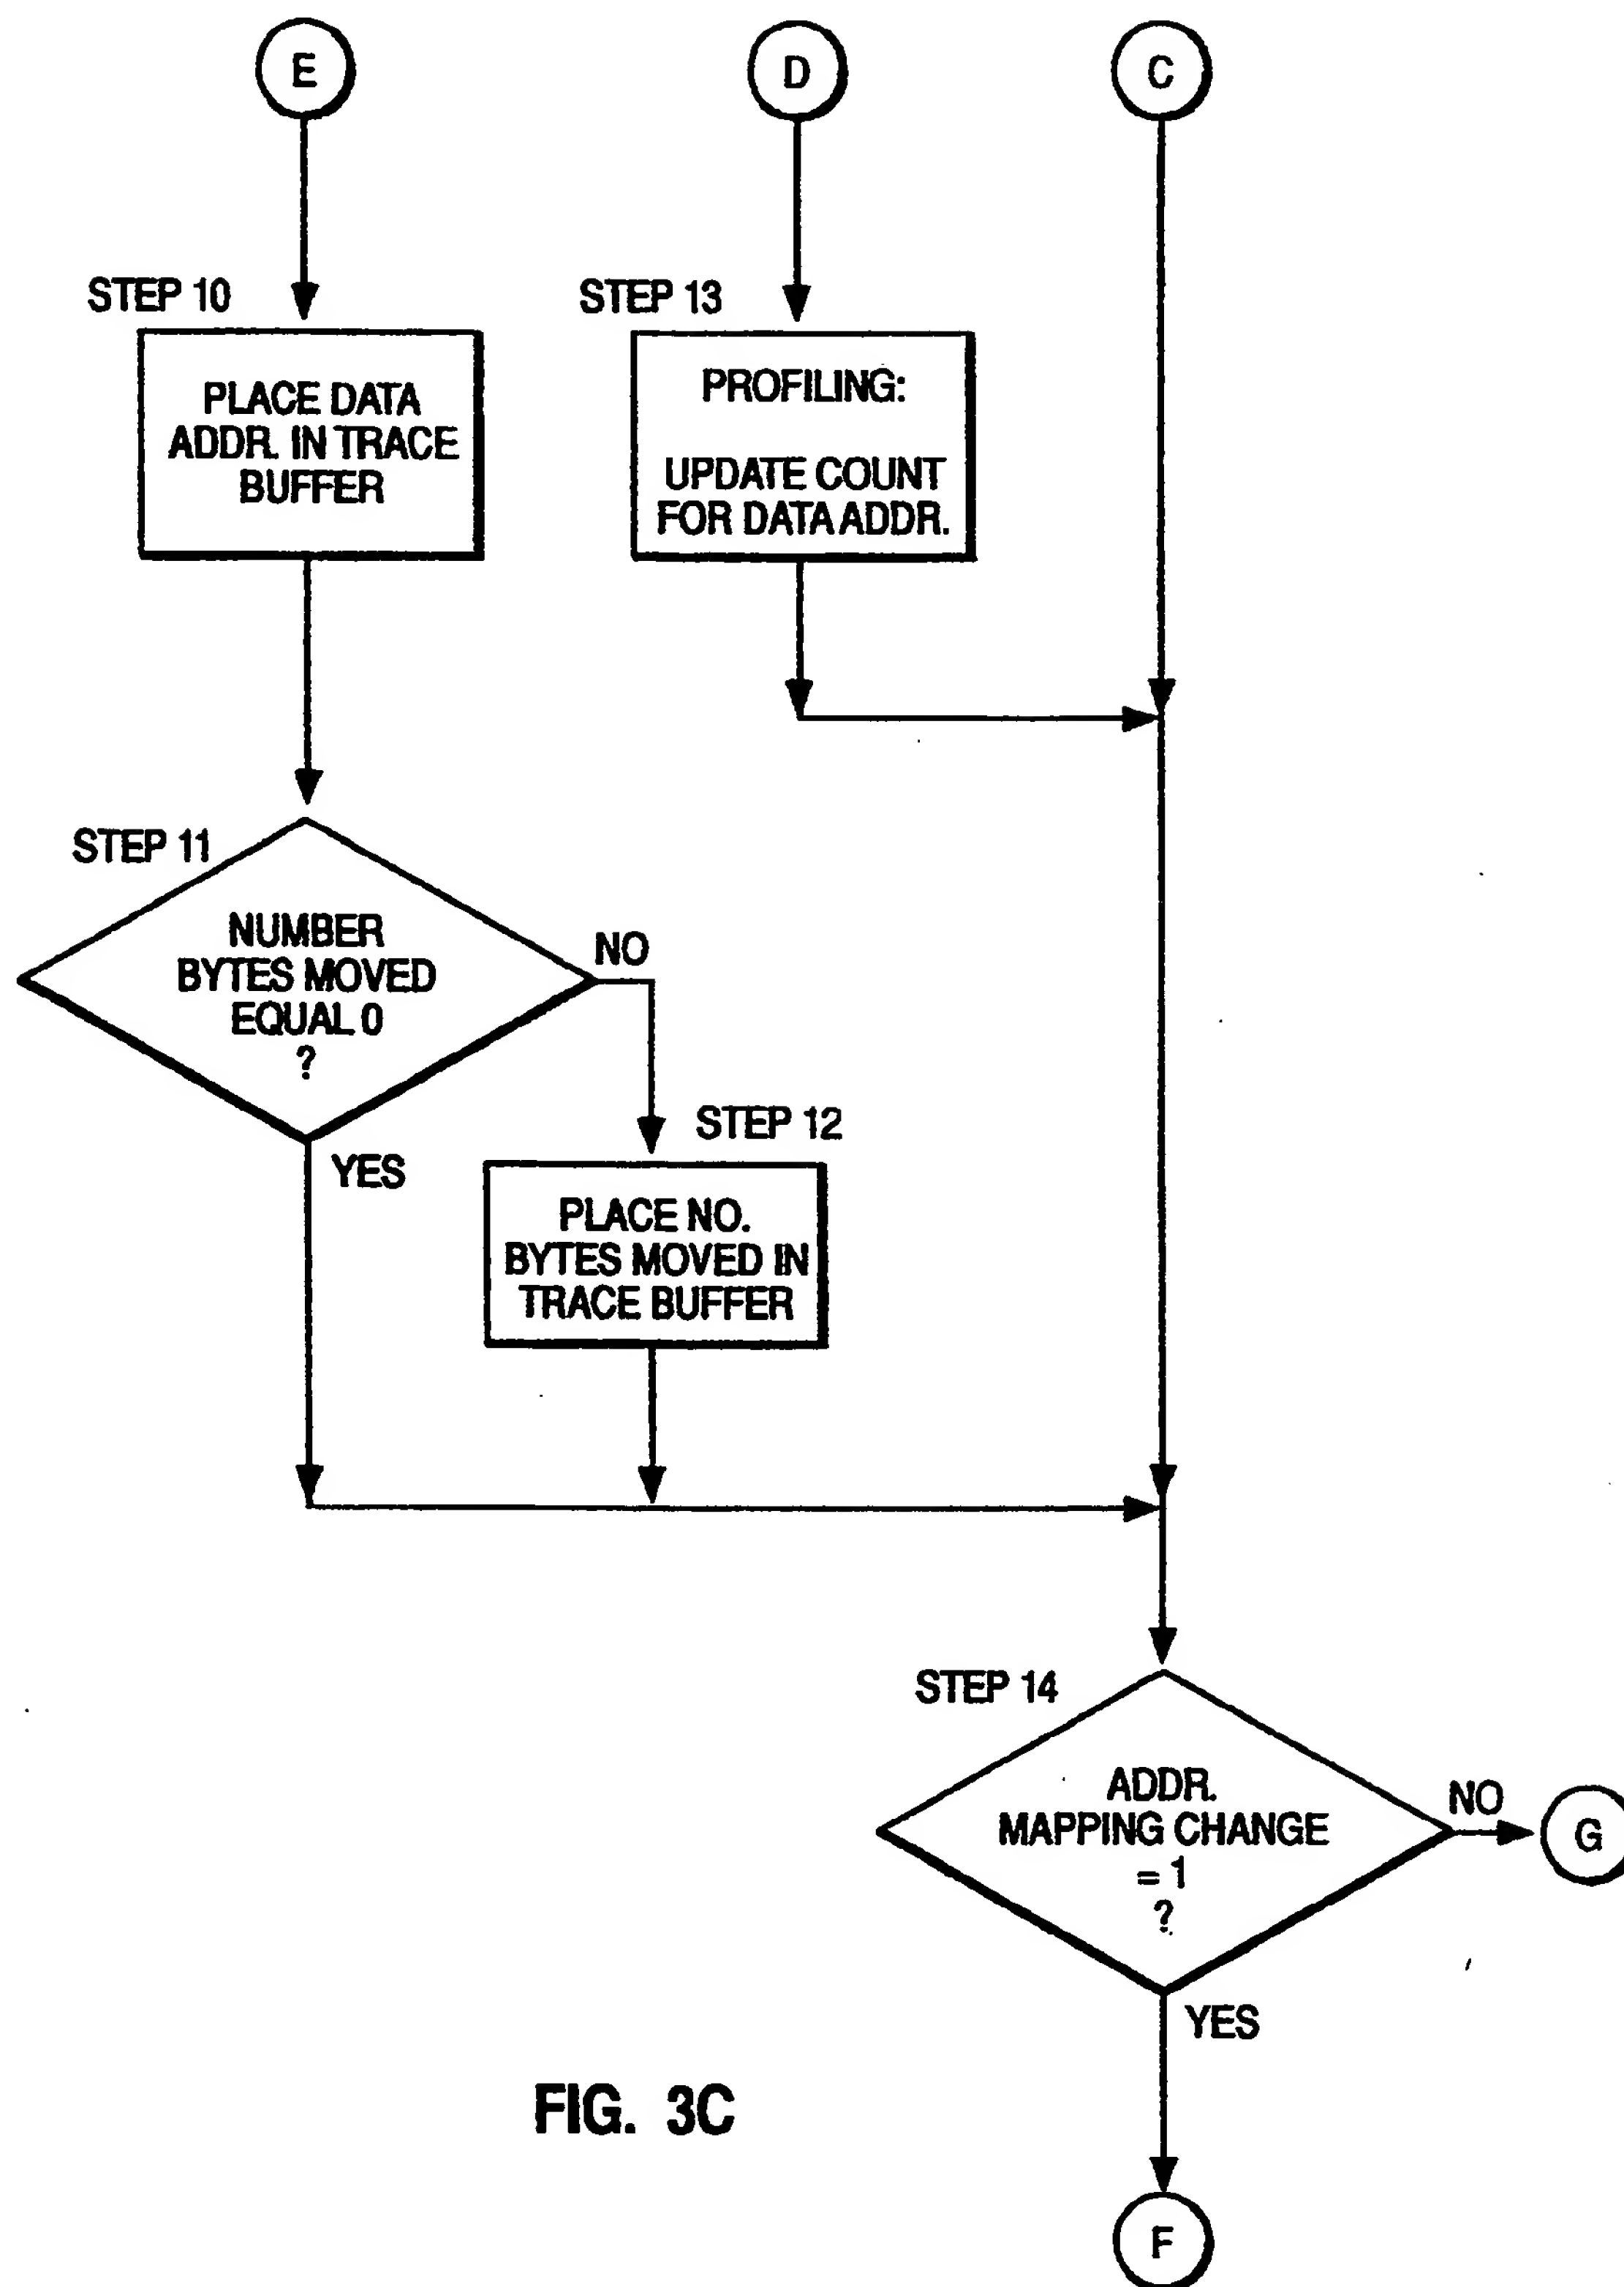 E
D
C
STEP 10
PLACE DATA
ADDR. IN TRACE
BUFFER
STEP 13
PROFILING:
UPDATE COUNT
FOR DATA ADDR.
STEP 11
NUMBER
BYTES MOVED
EQUAL 0
?
NO
YES
STEP 12
PLACE NO.
BYTES MOVED IN
TRACE BUFFER
STEP 14
ADDR.
MAPPING CHANGE
= 1
?
NO
G
YES
F
FIG. 3C